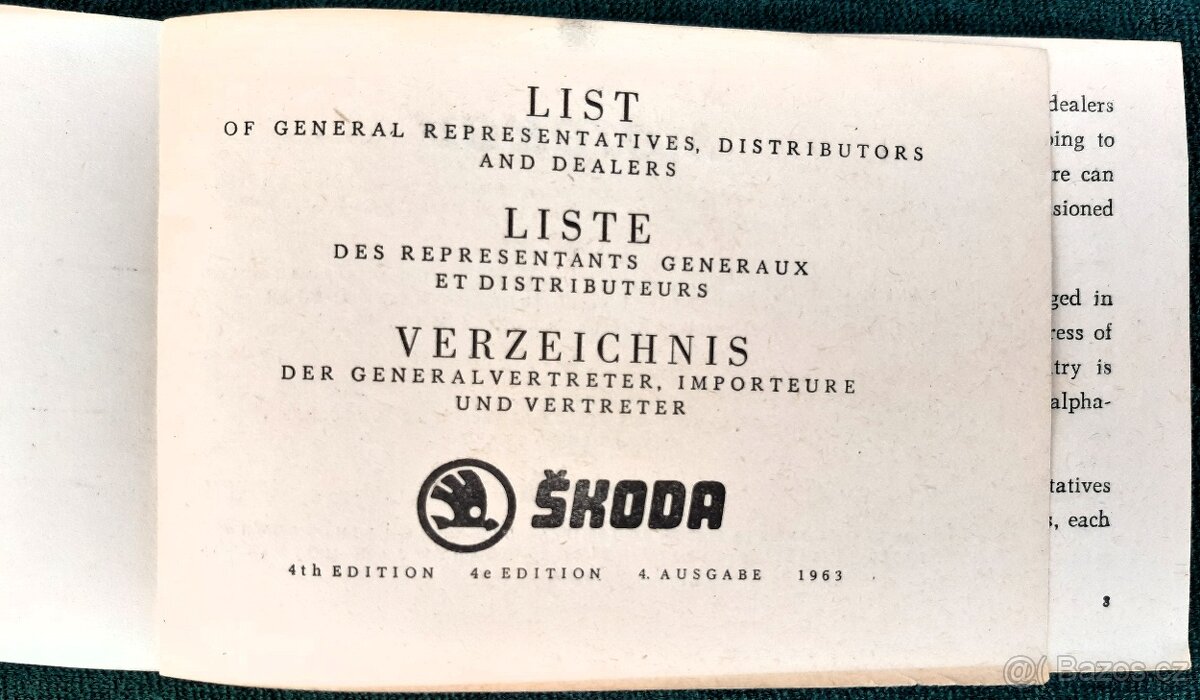 LIST
OF GENERAL REPRESENTATIVES, DISTRIBUTORS
AND DEALERS
LISTE
DES REPRESENTANTS GENERAUX
ET DISTRIBUTEURS
VERZEICHNIS
DER GENERALVERTRETER, IMPORTEURE
UND VERTRETER
ŠKODA
4th EDITION 4e EDITION 4. AUSGABE 1963
dealers
ing to
re can
sioned
ged in
ress of
try is
alpha-
tatives
, each
3
Bazos.cz